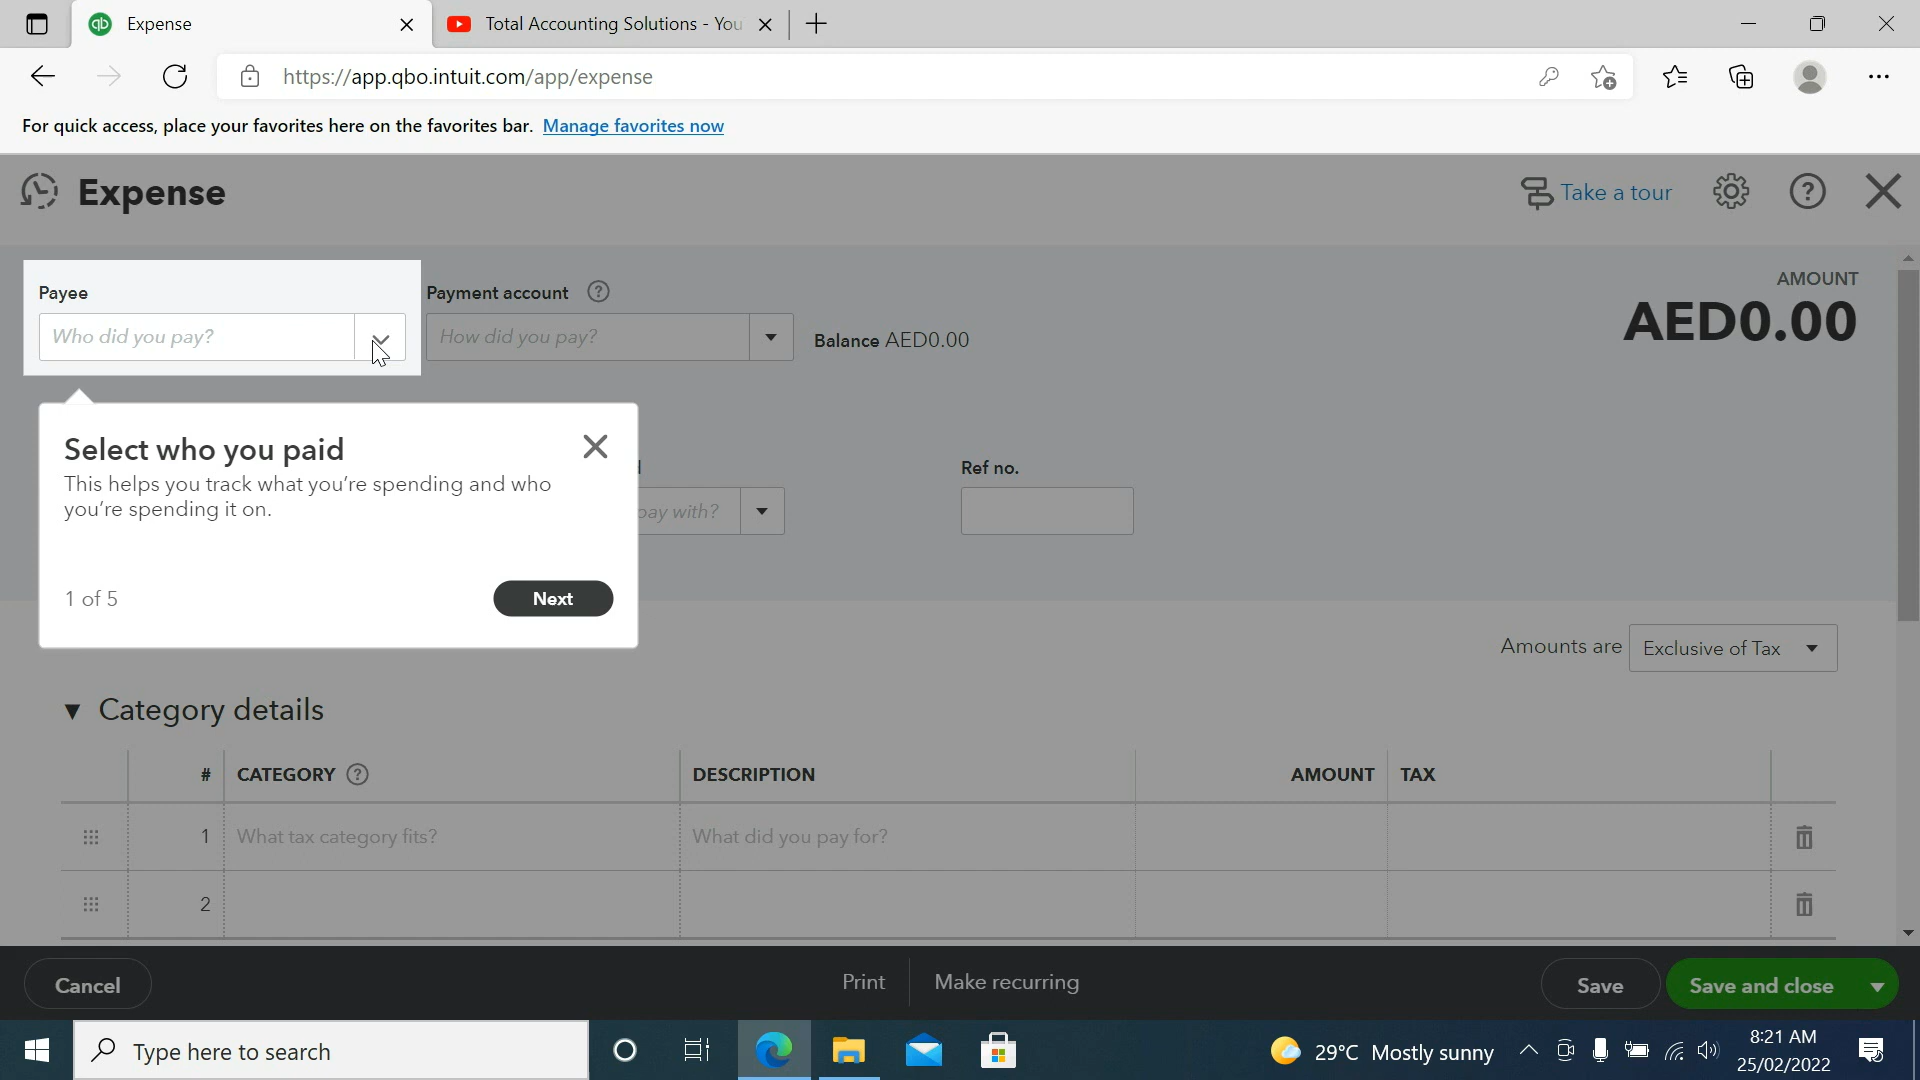 Expense
Total Accounting Solutions - You
https://app.qbo.intuit.com/app/expense
For quick access, place your favorites here on the favorites bar. Manage favorites now
Expense
Take a tour
Payee
Payment account
AMOUNT
Who did you pay?
How did you pay?
Balance AED0.00
AED0.00
Select who you paid
This helps you track what you're spending and who
you're spending it on.
Ref no.
pay with?
1 of 5
Next
Amounts are
Exclusive of Tax
Category details
#
CATEGORY
DESCRIPTION
AMOUNT
TAX
1
What tax category fits?
What did you pay for?
2
Cancel
Print
Make recurring
Save
Save and close
Type here to search
29°C Mostly sunny
8:21 AM
25/02/2022